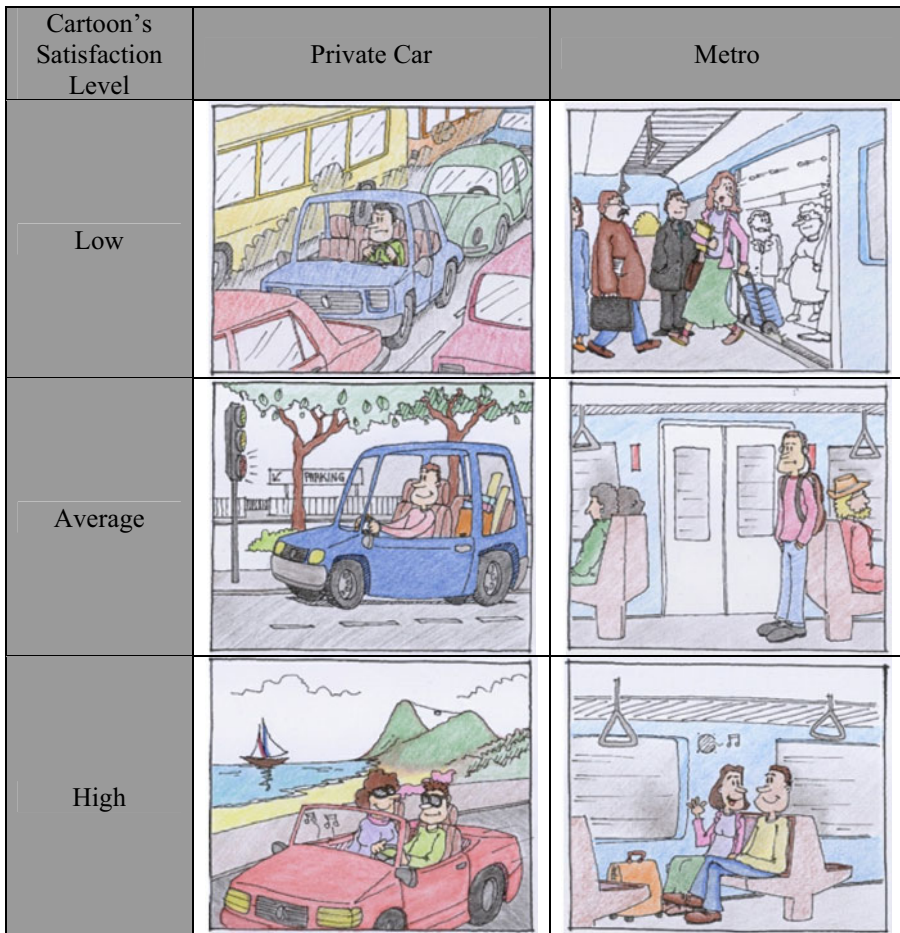 Cartoon's
Satisfaction
Level
Private Car
Metro
Low
Average
PARKING
High